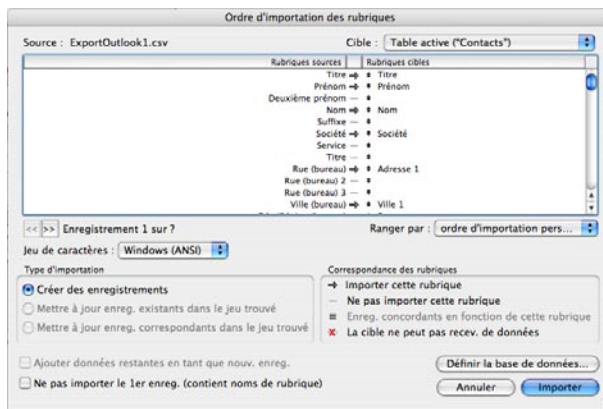 Ordre d'importation des rubriques
Source : ExportOutlook1.csv
Cible : Table active ("Contacts")
Rubriques sources Rubriques cibles
Titre Titre
Prénom Prénom
Deuxième prénom
Nom Nom
Suffixe
Société Société
Service
Titre
Rue (bureau) Adresse 1
Rue (bureau) 2
Rue (bureau) 3
Ville (bureau) Ville 1
<< >> Enregistrement 1 sur ?
Ranger par : ordre d'importation pers...
Jeu de caractères : Windows (ANSI)
Type d'importation
Créer des enregistrements
Mettre à jour enreg. existants dans le jeu trouvé
Mettre à jour enreg. correspondants dans le jeu trouvé
Correspondance des rubriques
Importer cette rubrique
Ne pas importer cette rubrique
Enreg. concordants en fonction de cette rubrique
La cible ne peut pas recev. de données
Ajouter données restantes en tant que nouv. enreg.
Ne pas importer le 1er enreg. (contient noms de rubrique)
Définir la base de données...
Annuler Importer